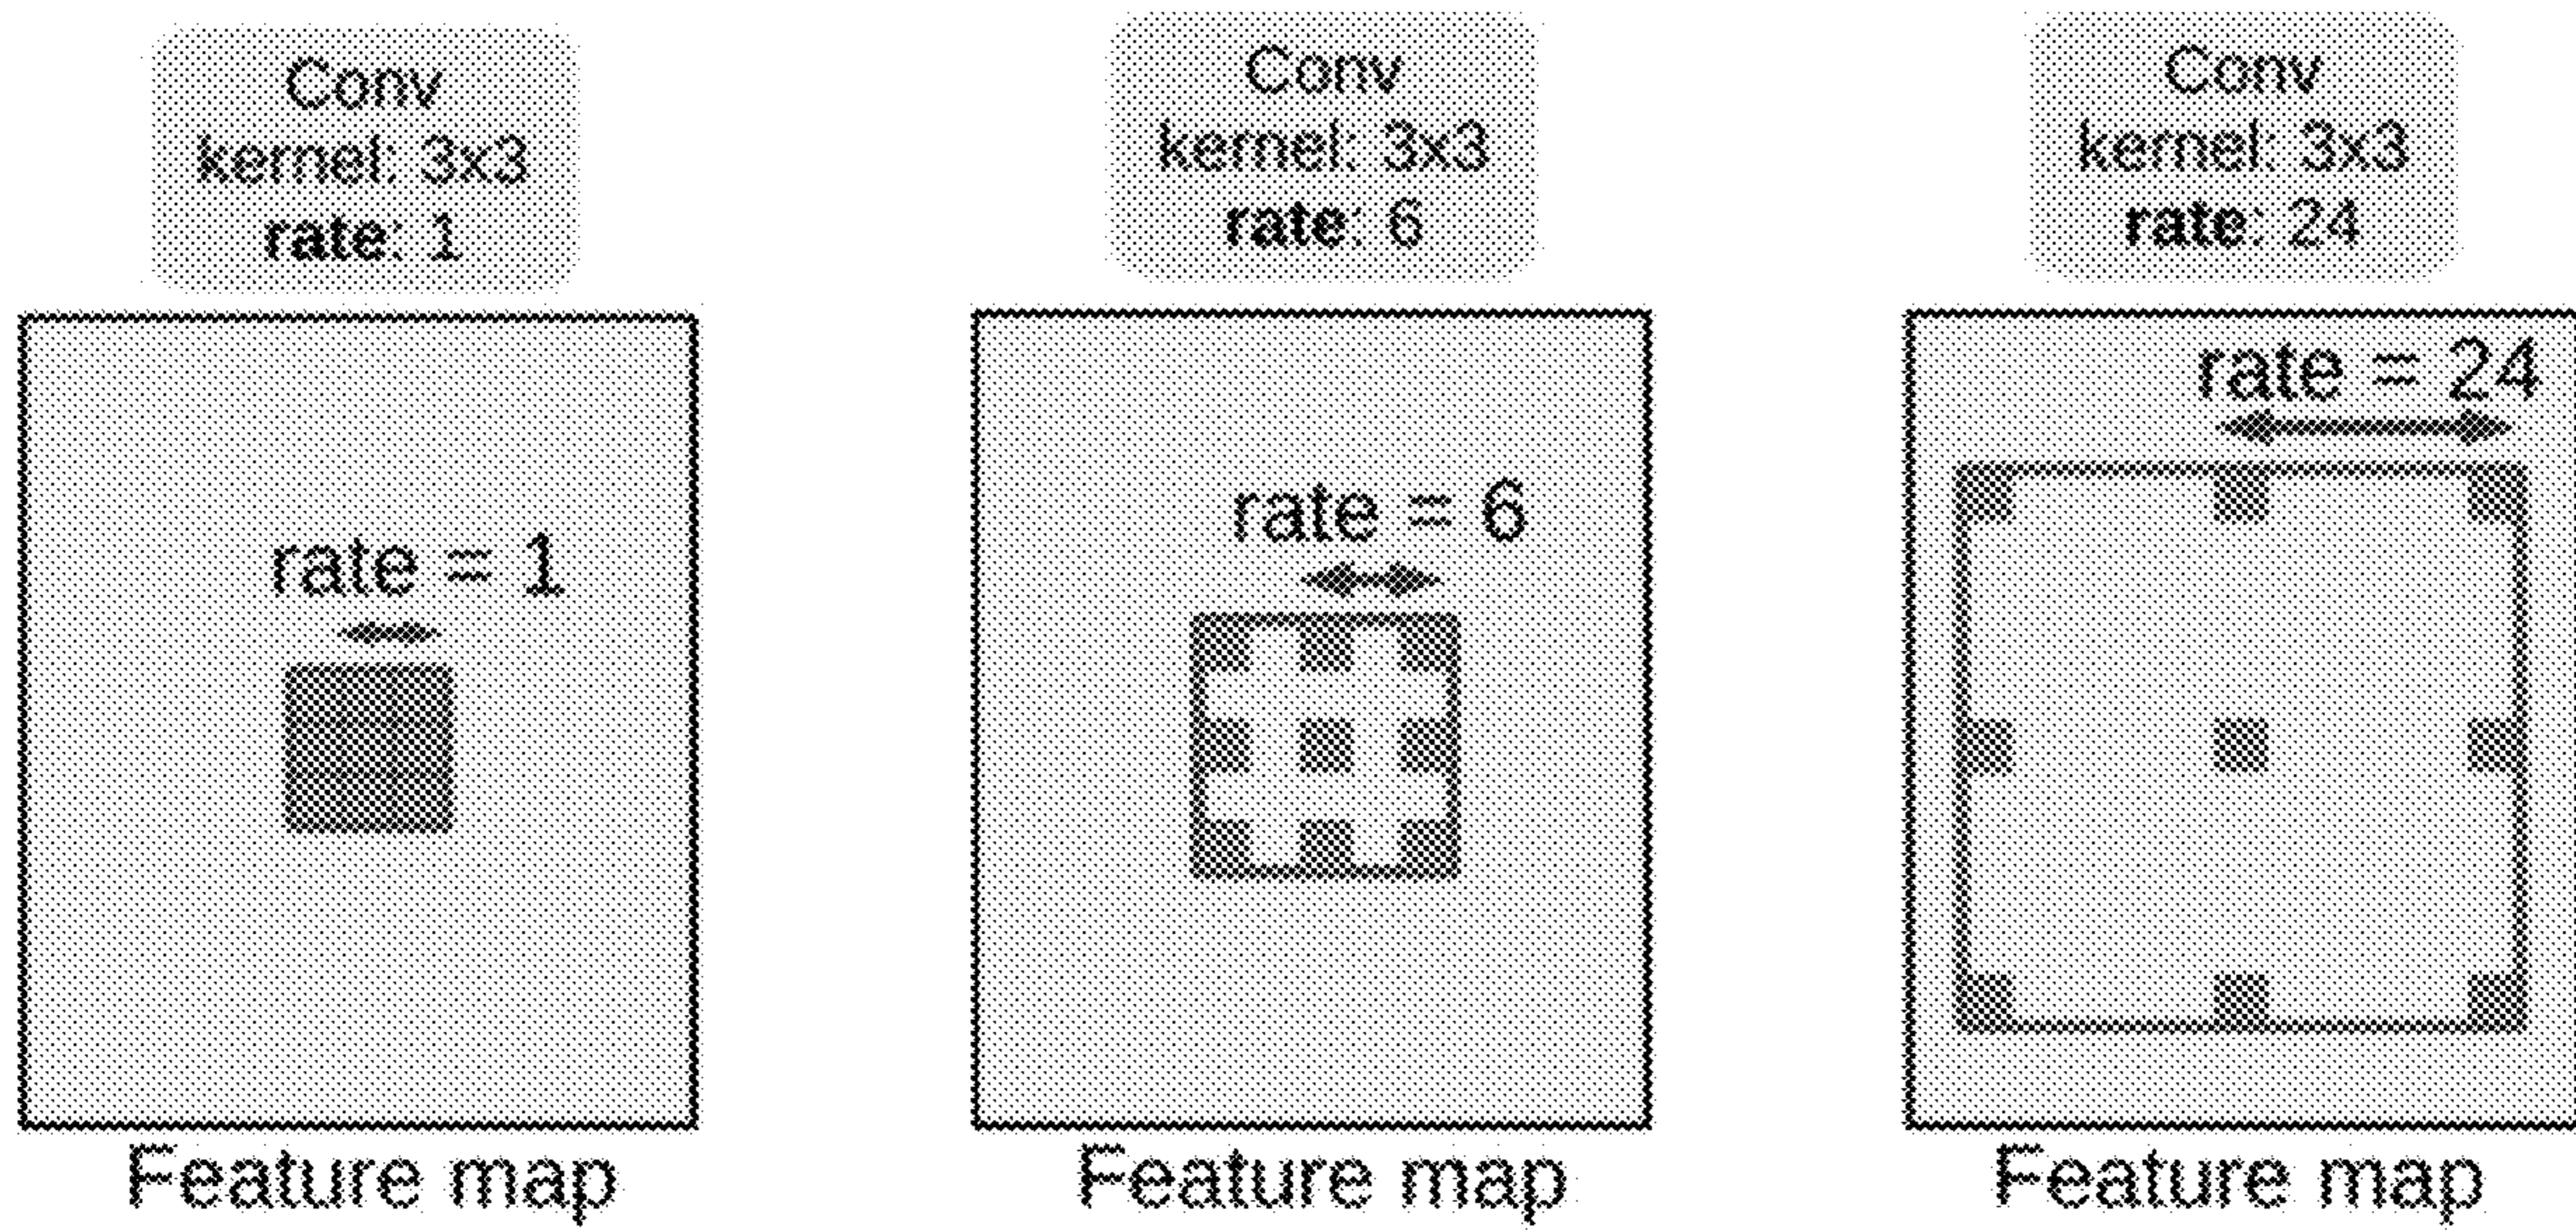 Conv
kernel: 3x3
rate: 1
rate = 1
Feature map
Conv
kernel: 3x3
rate: 6
rate = 6
Feature map
Conv
kernel: 3x3
rate: 24
rate = 24
Feature map